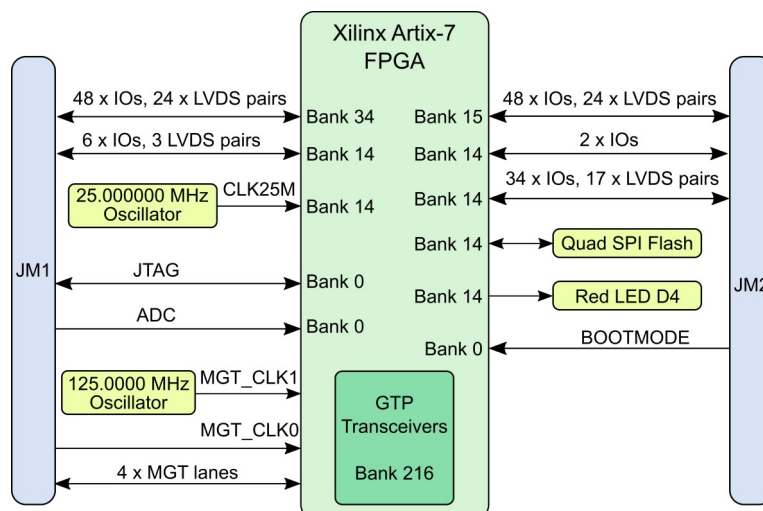 Xilinx Artix-7
FPGA
JM1
48 x IOs, 24 x LVDS pairs
Bank 34
6 x IOs, 3 LVDS pairs
Bank 14
25.000000 MHz
Oscillator
CLK25M
Bank 14
JTAG
Bank 0
ADC
Bank 0
125.0000 MHz
Oscillator
MGT_CLK1
MGT_CLK0
4 x MGT lanes
GTP
Transceivers
Bank 216
Bank 15
48 x IOs, 24 x LVDS pairs
Bank 14
2 x IOs
Bank 14
34 x IOs, 17 x LVDS pairs
Bank 14
Quad SPI Flash
Bank 14
Red LED D4
Bank 0
BOOTMODE
JM2